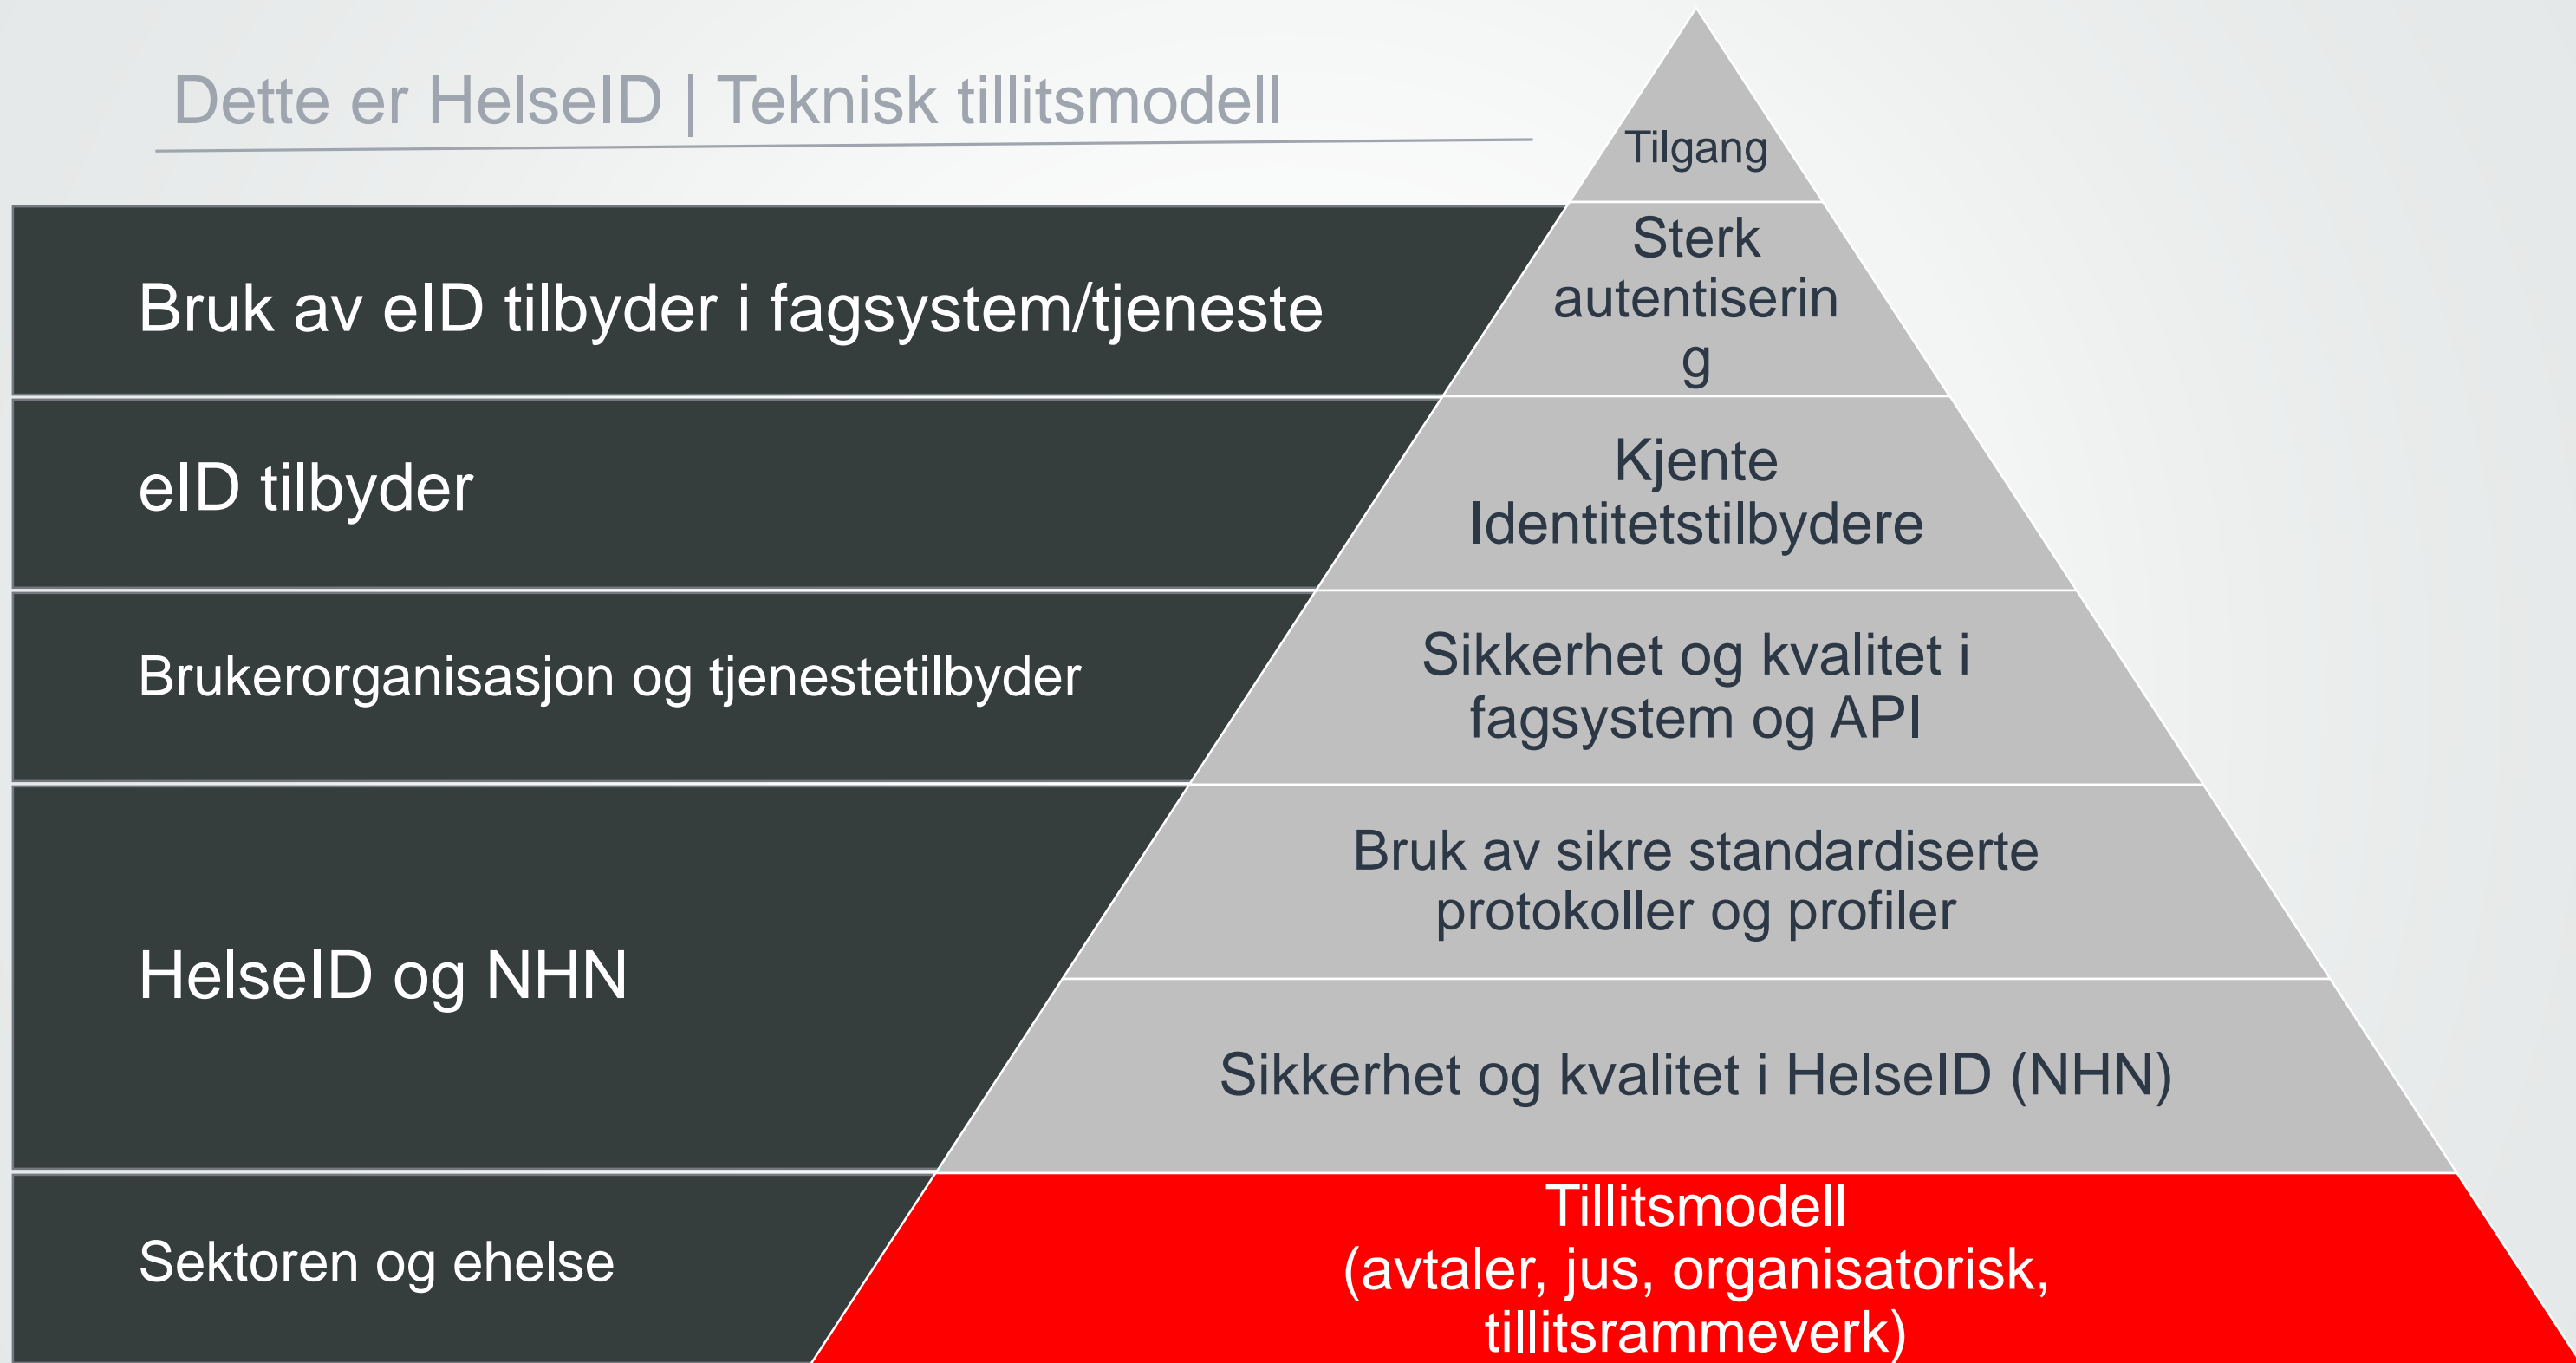 Dette er HelseID | Teknisk tillitsmodell
Tilgang
Bruk av eID tilbyder i fagsystem/tjeneste
Sterk
autentiserin
g
eID tilbyder
Kjente
Identitetstilbydere
Brukerorganisasjon og tjenestetilbyder
Sikkerhet og kvalitet i
fagsystem og API
HelseID og NHN
Bruk av sikre standardiserte
protokoller og profiler
Sikkerhet og kvalitet i HelseID (NHN)
Sektoren og ehelse
Tillitsmodell
(avtaler, jus, organisatorisk,
tillitsrammeverk)